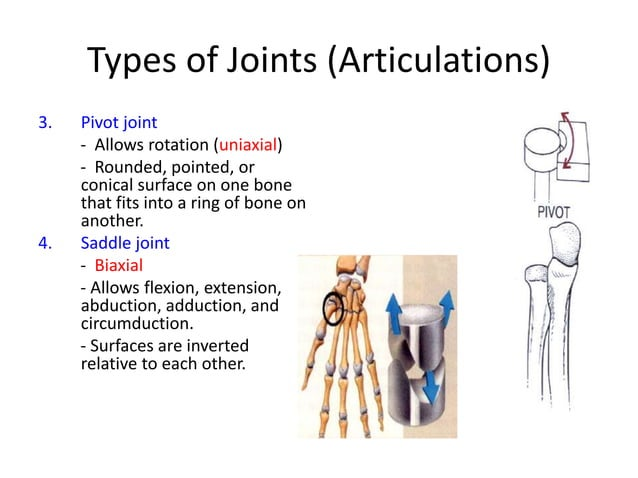 Types of Joints (Articulations)
3. Pivot joint
- Allows rotation (uniaxial)
- Rounded, pointed, or
conical surface on one bone
that fits into a ring of bone on
another.
4. Saddle joint
- Biaxial
- Allows flexion, extension,
abduction, adduction, and
circumduction.
- Surfaces are inverted
relative to each other.
PIVOT